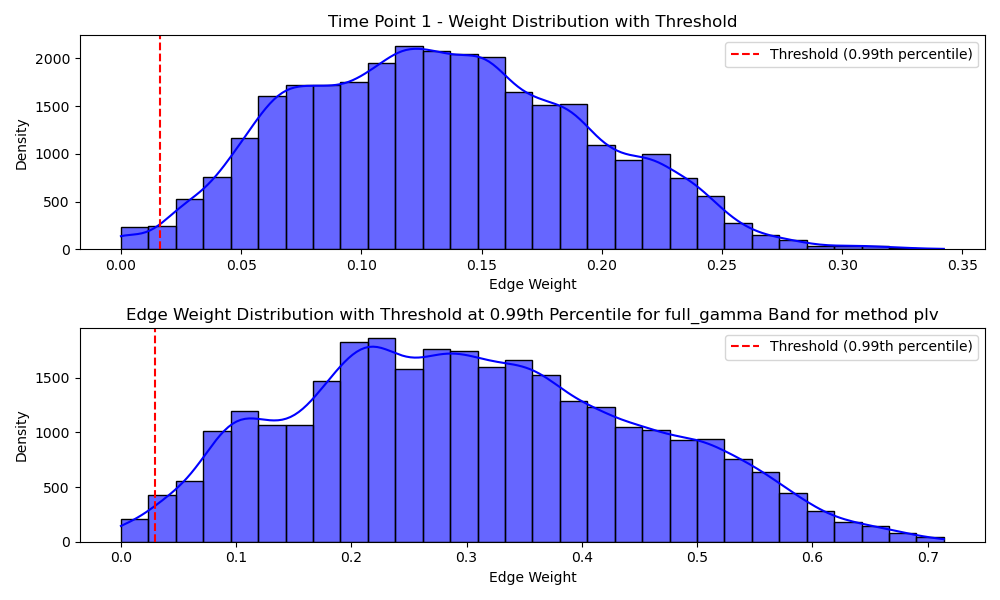 Time Point 1 - Weight Distribution with Threshold
Threshold (0.99th percentile)
Density
2000
1500
1000
500
0
0.00 0.05 0.10 0.15 0.20 0.25 0.30 0.35
Edge Weight
Edge Weight Distribution with Threshold at 0.99th Percentile for full_gamma Band for method plv
Threshold (0.99th percentile)
Density
1500
1000
500
0
0.0 0.1 0.2 0.3 0.4 0.5 0.6 0.7
Edge Weight